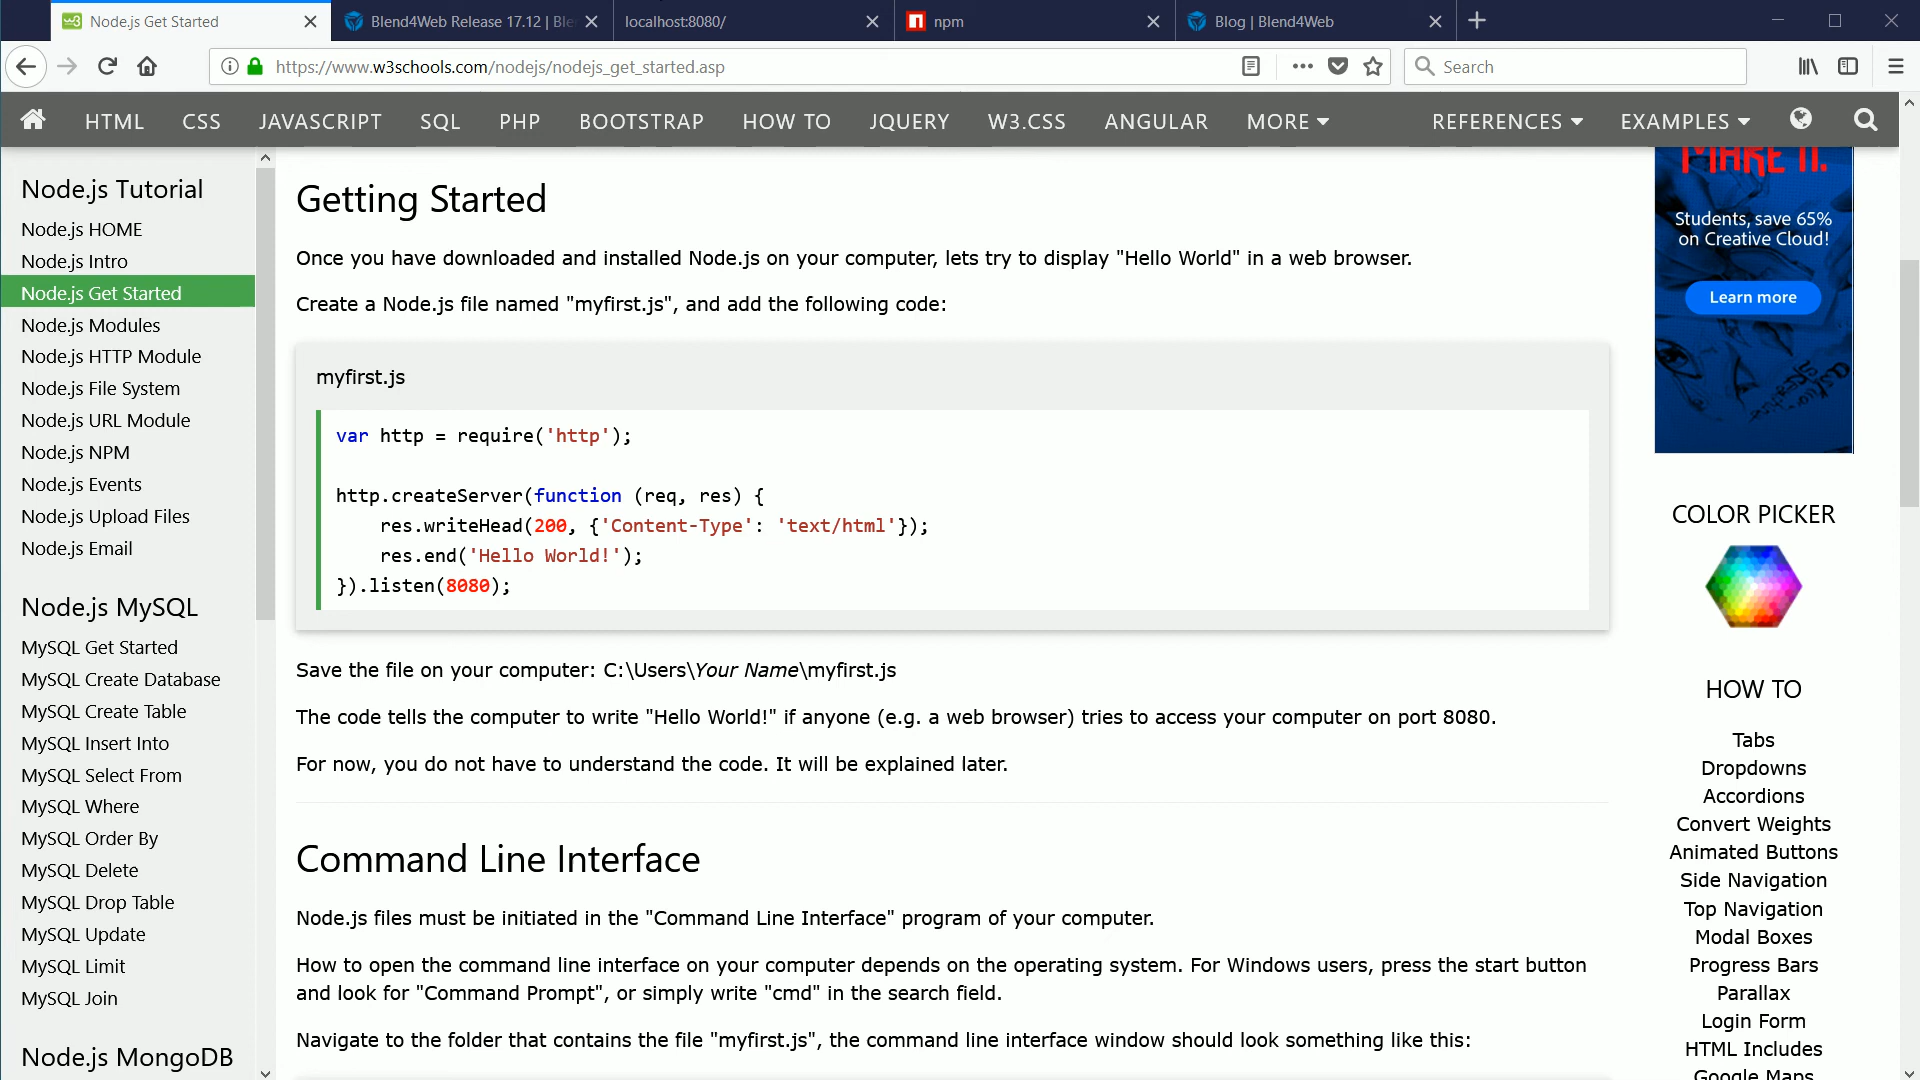 Node.js Get Started
Blend4Web Release 17.12 | Ble
localhost:8080/
npm
Blog | Blend4Web
https://www.w3schools.com/nodejs/nodejs_get_started.asp
Search
HTML CSS JAVASCRIPT SQL PHP BOOTSTRAP HOW TO JQUERY W3.CSS ANGULAR MORE REFERENCES EXAMPLES
Node.js Tutorial
Node.js HOME
Node.js Intro
Node.js Get Started
Node.js Modules
Node.js HTTP Module
Node.js File System
Node.js URL Module
Node.js NPM
Node.js Events
Node.js Upload Files
Node.js Email
Node.js MySQL
MySQL Get Started
MySQL Create Database
MySQL Create Table
MySQL Insert Into
MySQL Select From
MySQL Where
MySQL Order By
MySQL Delete
MySQL Drop Table
MySQL Update
MySQL Limit
MySQL Join
Node.js MongoDB
Getting Started
Once you have downloaded and installed Node.js on your computer, lets try to display "Hello World" in a web browser.
Create a Node.js file named "myfirst.js", and add the following code:
myfirst.js
var http = require('http');
http.createServer(function (req, res) {
    res.writeHead(200, {'Content-Type': 'text/html'});
    res.end('Hello World!');
}).listen(8080);
Save the file on your computer: C:\Users\Your Name\myfirst.js
The code tells the computer to write "Hello World!" if anyone (e.g. a web browser) tries to access your computer on port 8080.
For now, you do not have to understand the code. It will be explained later.
Command Line Interface
Node.js files must be initiated in the "Command Line Interface" program of your computer.
How to open the command line interface on your computer depends on the operating system. For Windows users, press the start button
and look for "Command Prompt", or simply write "cmd" in the search field.
Navigate to the folder that contains the file "myfirst.js", the command line interface window should look something like this:
MAKE IT.
Students, save 65%
on Creative Cloud!
Learn more
COLOR PICKER
HOW TO
Tabs
Dropdowns
Accordions
Convert Weights
Animated Buttons
Side Navigation
Top Navigation
Modal Boxes
Progress Bars
Parallax
Login Form
HTML Includes
Google Maps